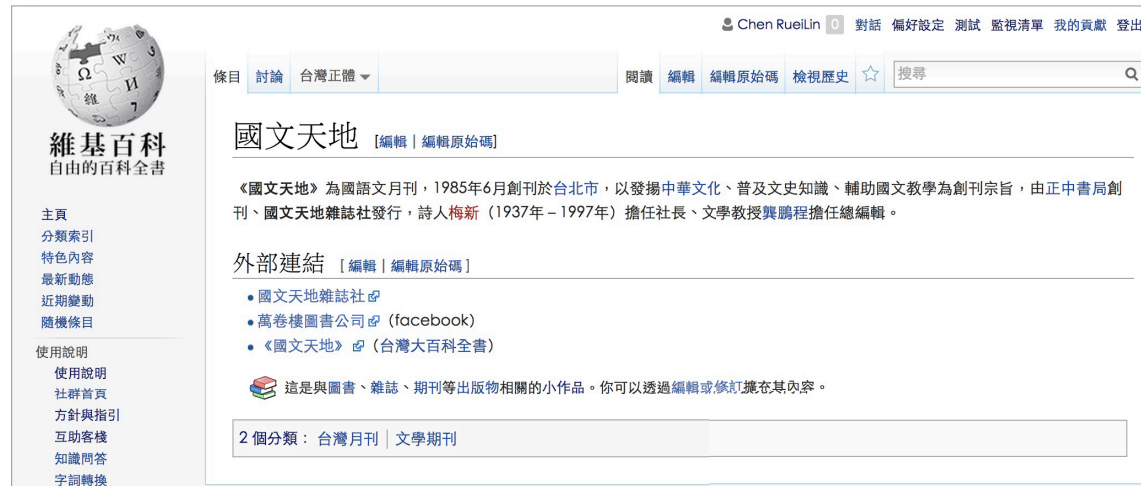 Chen RueiLin 0 對話 偏好設定 測試 監視清單 我的貢獻 登出
條目 討論 台灣正體 閱讀 編輯 編輯原始碼 檢視歷史 搜尋
Ω W И 維 7
維基百科
自由的百科全書
國文天地 [編輯 | 編輯原始碼]
《國文天地》為國語文月刊，1985年6月創刊於台北市，以發揚中華文化、普及文史知識、輔助國文教學為創刊宗旨，由正中書局創
刊、國文天地雜誌社發行，詩人梅新（1937年 – 1997年）擔任社長、文學教授龔鵬程擔任總編輯。
外部連結 [ 編輯 | 編輯原始碼 ]
• 國文天地雜誌社
• 萬卷樓圖書公司 (facebook)
• 《國文天地》 (台灣大百科全書)
這是與圖書、雜誌、期刊等出版物相關的小作品。你可以透過編輯或修訂擴充其內容。
2 個分類： 台灣月刊 | 文學期刊
主頁
分類索引
特色內容
最新動態
近期變動
隨機條目
使用說明
使用說明
社群首頁
方針與指引
互助客棧
知識問答
字詞轉換